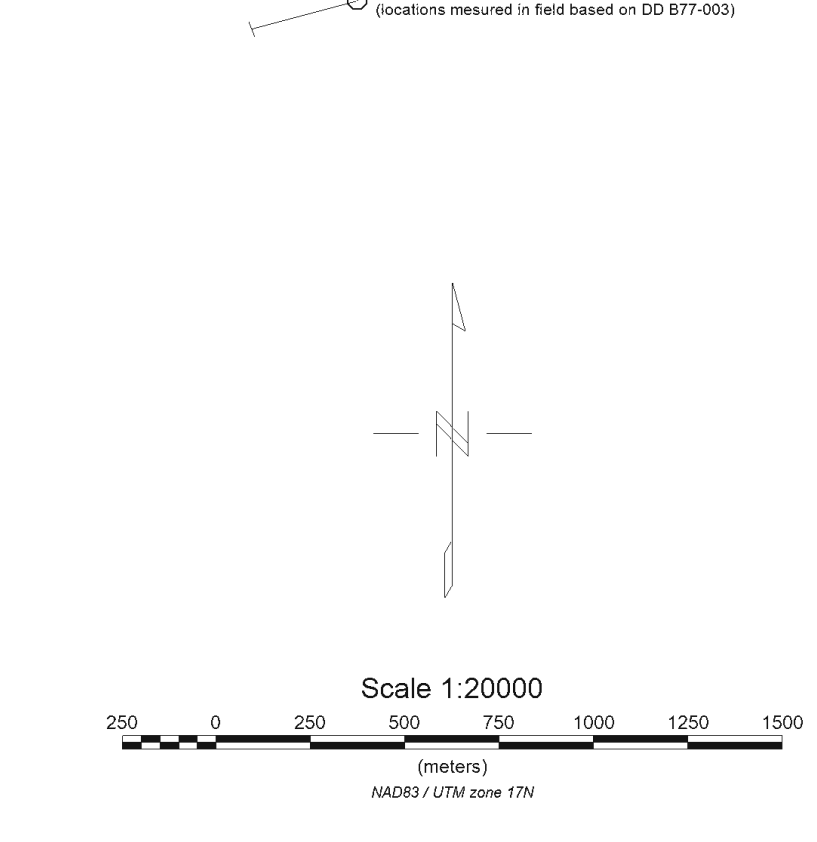 (locations mesured in field based on DD B77-003)
N
Scale 1:20000
250 0 250 500 750 1000 1250 1500
(meters)
NAD83 / UTM zone 17N